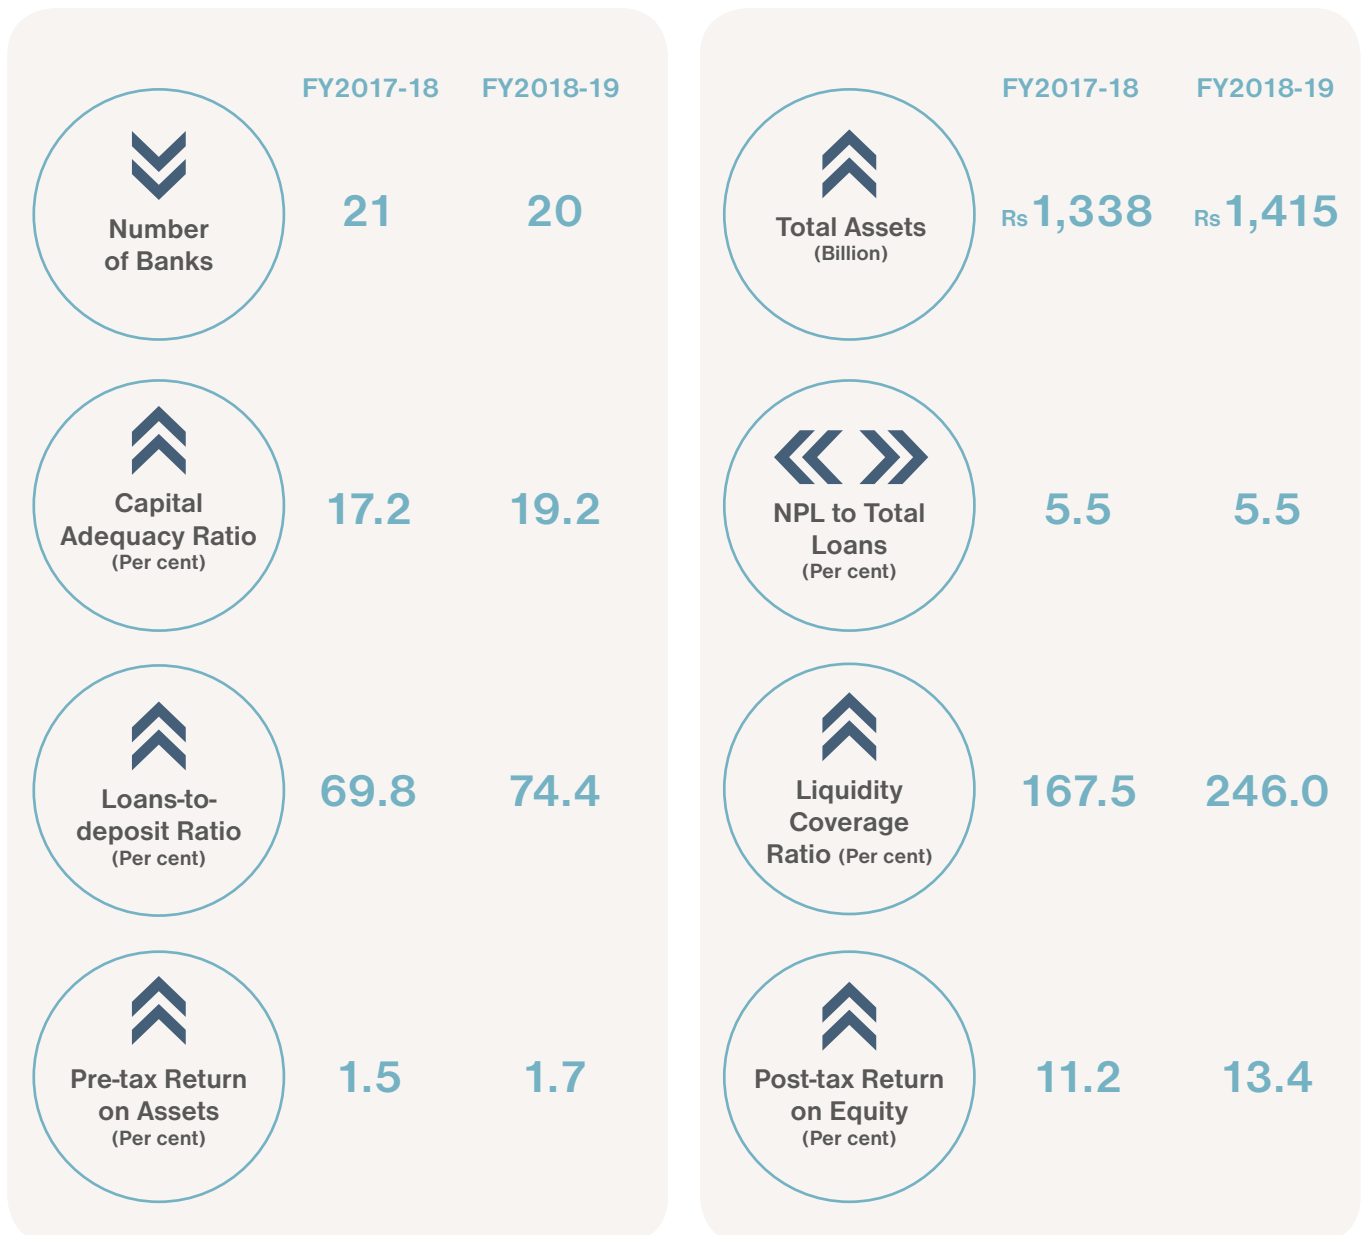 FY2017-18 FY2018-19
Number
of Banks
21 20
Capital
Adequacy Ratio
(Per cent)
17.2 19.2
Loans-to-
deposit Ratio
(Per cent)
69.8 74.4
Pre-tax Return
on Assets
(Per cent)
1.5 1.7
FY2017-18 FY2018-19
Total Assets
(Billion)
Rs 1,338 Rs 1,415
NPL to Total
Loans
(Per cent)
5.5 5.5
Liquidity
Coverage
Ratio (Per cent)
167.5 246.0
Post-tax Return
on Equity
(Per cent)
11.2 13.4